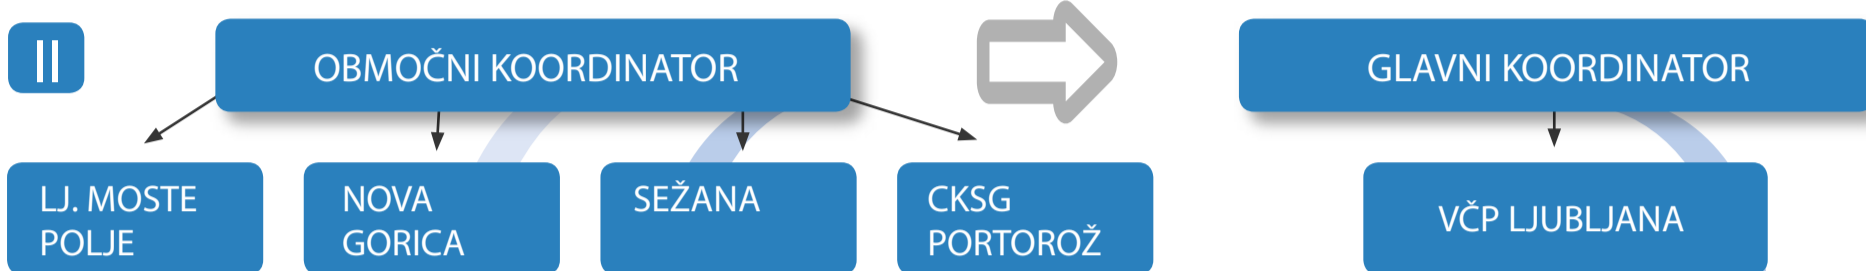 II
OBMOČNI KOORDINATOR
GLAVNI KOORDINATOR
LJ. MOSTE
POLJE
NOVA
GORICA
SEŽANA
CKSG
PORTOROŽ
VČP LJUBLJANA